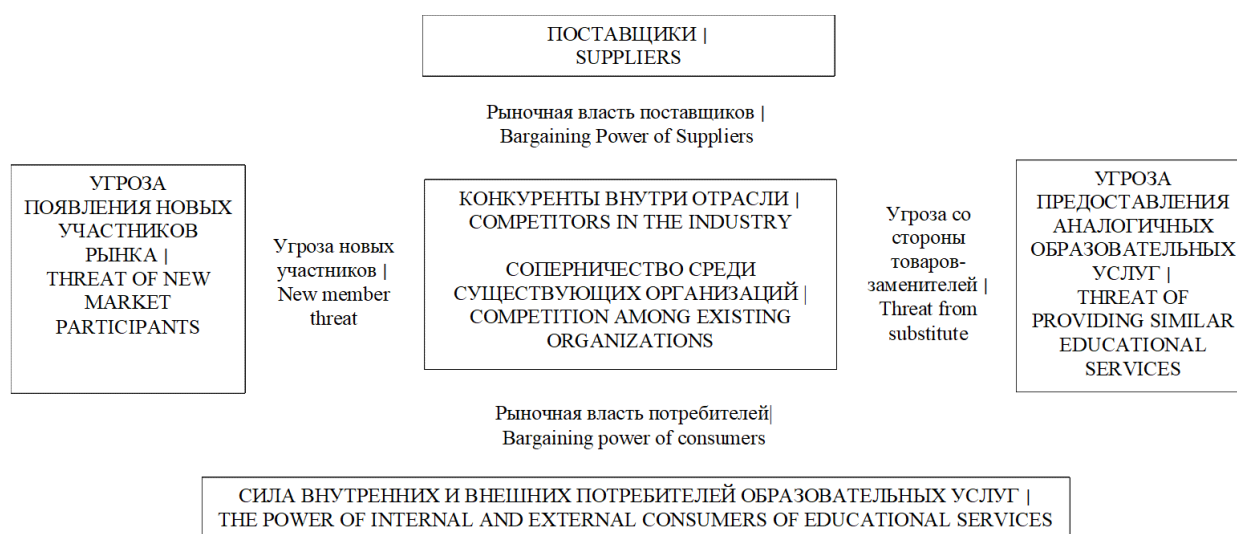 ПОСТАВЩИКИ |
SUPPLIERS
Рыночная власть поставщиков |
Bargaining Power of Suppliers
УГРОЗА
ПОЯВЛЕНИЯ НОВЫХ
УЧАСТНИКОВ
РЫНКА |
THREAT OF NEW
MARKET
PARTICIPANTS
Угроза новых
участников |
New member
threat
КОНКУРЕНТЫ ВНУТРИ ОТРАСЛИ |
COMPETITORS IN THE INDUSTRY
СОПЕРНИЧЕСТВО СРЕДИ
СУЩЕСТВУЮЩИХ ОРГАНИЗАЦИЙ |
COMPETITION AMONG EXISTING
ORGANIZATIONS
Угроза со
стороны
товаров-
заменителей |
Threat from
substitute
УГРОЗА
ПРЕДОСТАВЛЕНИЯ
АНАЛОГИЧНЫХ
ОБРАЗОВАТЕЛЬНЫХ
УСЛУГ |
THREAT OF
PROVIDING SIMILAR
EDUCATIONAL
SERVICES
Рыночная власть потребителей|
Bargaining power of consumers
СИЛА ВНУТРЕННИХ И ВНЕШНИХ ПОТРЕБИТЕЛЕЙ ОБРАЗОВАТЕЛЬНЫХ УСЛУГ |
THE POWER OF INTERNAL AND EXTERNAL CONSUMERS OF EDUCATIONAL SERVICES